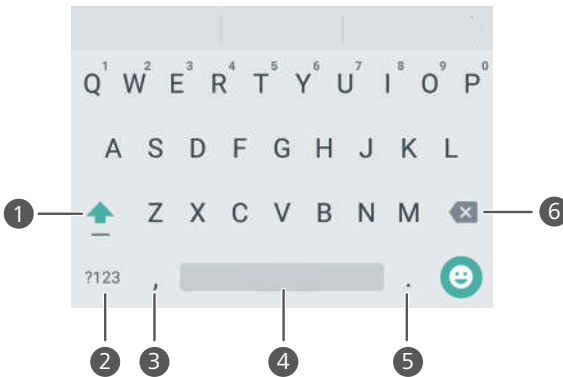 1 2 3 4 5 6 7 8 9 0
Q W E R T Y U I O P
A S D F G H J K L
1 Z X C V B N M 6
?123 , .
2 3 4 5